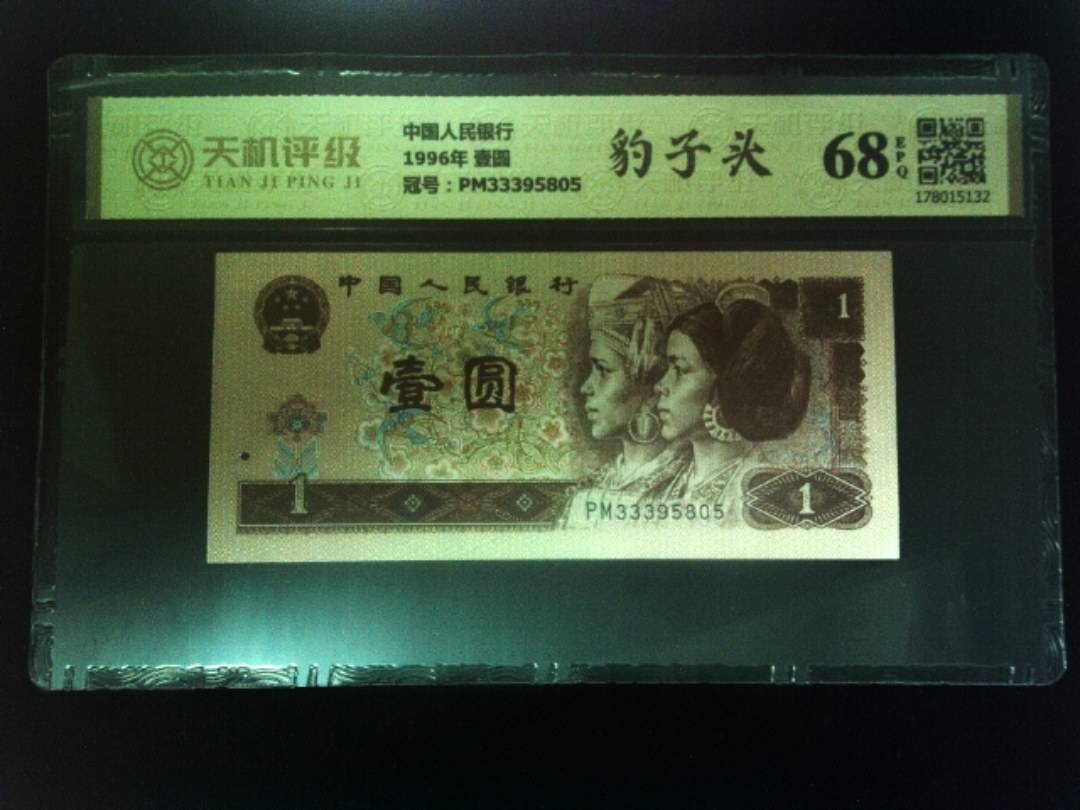 天机评级
TIAN JI PING JI
中国人民银行
1996年 壹圆
冠号：PM33395805
豹子头
68
EPQ
178015132
中国人民銀行
1
壹圆
1
PM33395805
1